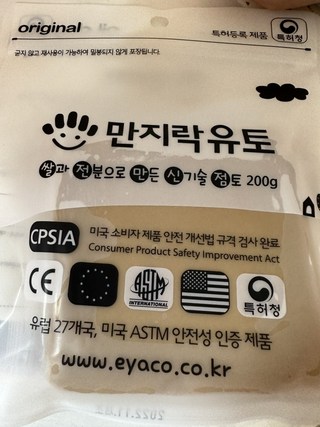 original
특허등록 제품
특허청
굳지 않고 재사용이 가능하여 밀봉되지 않게 포장됩니다.
만지락유토
쌀과 전분으로 만든 신기술 점토 200g
CPSIA
미국 소비자 제품 안전 개선법 규격 검사 완료
Consumer Product Safety Improvement Act
CE
ASTM
INTERNATIONAL
특허청
유럽 27개국, 미국 ASTM 안전성 인증 제품
www.eyaco.co.kr